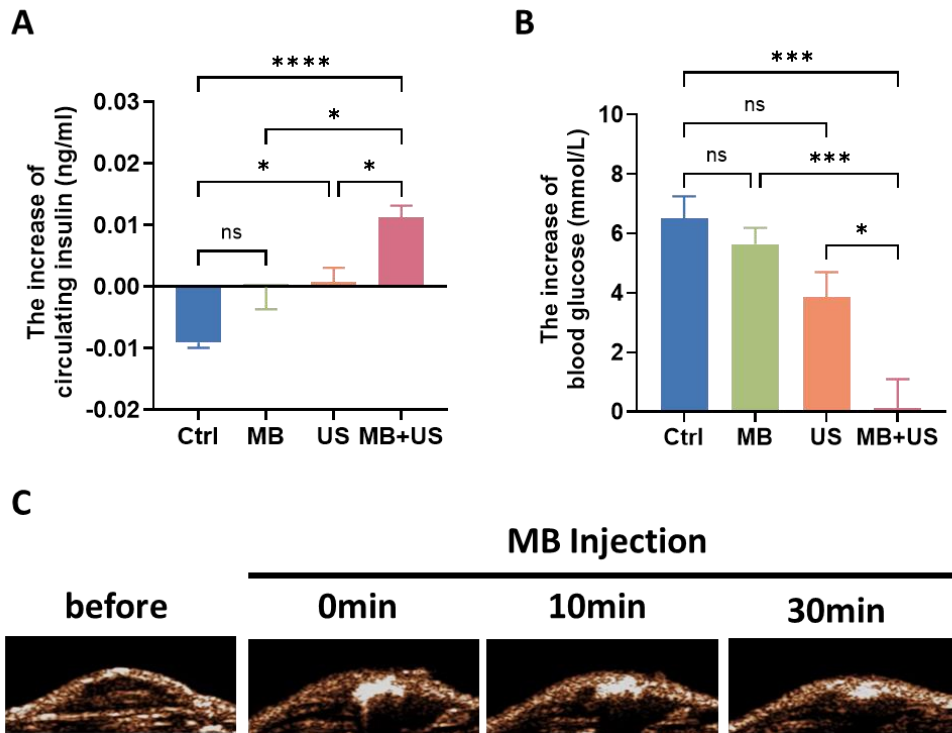 A
The increase of
circulating insulin (ng/ml)
0.03
0.02
0.01
0.00
-0.01
-0.02
****
*
*
*
ns
Ctrl MB US MB+US
B
The increase of
blood glucose (mmol/L)
10
8
6
4
2
0
***
ns
ns
***
*
Ctrl MB US MB+US
C
MB Injection
before 0min 10min 30min